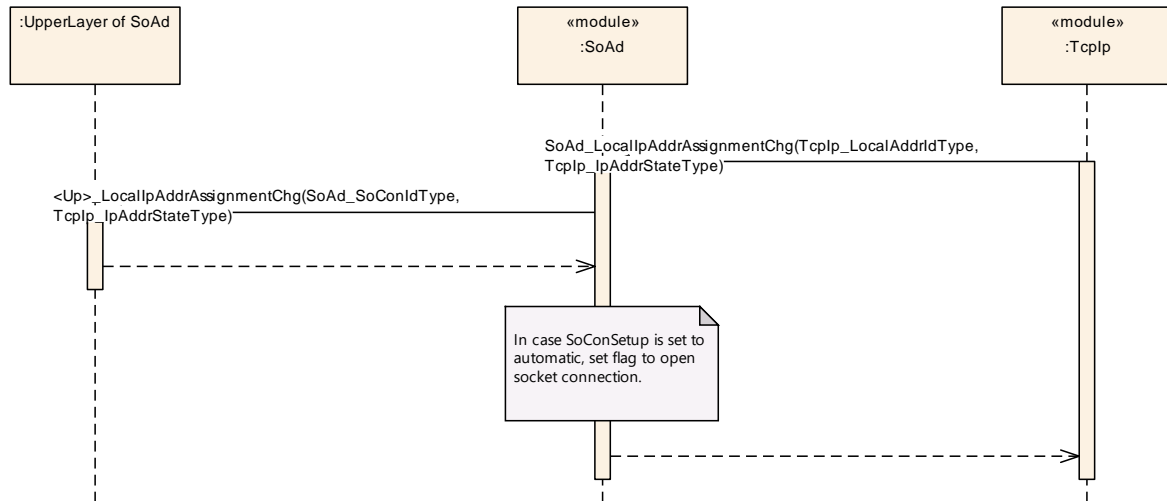 :UpperLayer of SoAd
«module»
:SoAd
«module»
:TcpIp
SoAd_LocalIpAddrAssignmentChg(TcpIp_LocalAddrIdType,
TcpIp_IpAddrStateType)
<Up>_LocalIpAddrAssignmentChg(SoAd_SoConIdType,
TcpIp_IpAddrStateType)
In case SoConSetup is set to
automatic, set flag to open
socket connection.